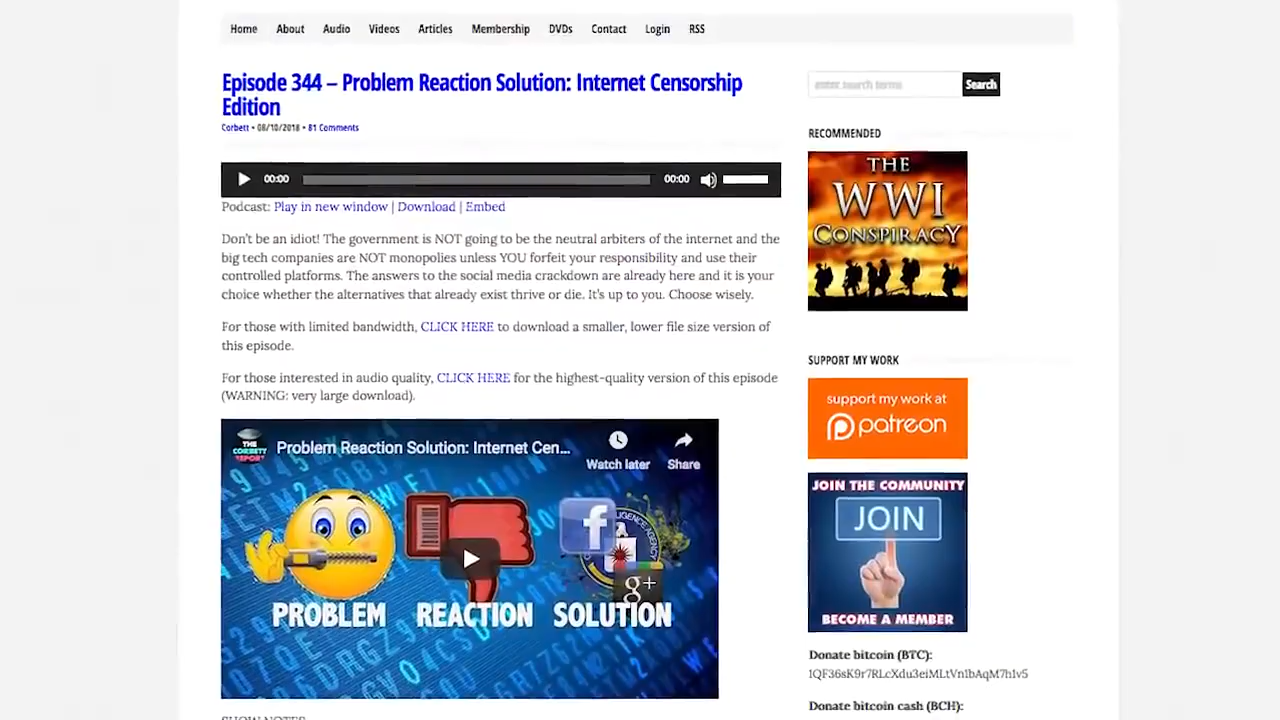 Home About Audio Videos Articles Membership DVDs Contact Login RSS
Episode 344 – Problem Reaction Solution: Internet Censorship
Edition
Corbett • 08/10/2018 • 81 Comments
00:00 00:00
Podcast: Play in new window | Download | Embed
Don't be an idiot! The government is NOT going to be the neutral arbiters of the internet and the
big tech companies are NOT monopolies unless YOU forfeit your responsibility and use their
controlled platforms. The answers to the social media crackdown are already here and it is your
choice whether the alternatives that already exist thrive or die. It's up to you. Choose wisely.
For those with limited bandwidth, CLICK HERE to download a smaller, lower file size version of
this episode.
For those interested in audio quality, CLICK HERE for the highest-quality version of this episode
(WARNING: very large download).
THE
CORBETT
REPORT
Problem Reaction Solution: Internet Cen...
Watch later Share
f
g+
PROBLEM REACTION SOLUTION
enter search terms Search
RECOMMENDED
THE
WWI
CONSPIRACY
SUPPORT MY WORK
support my work at
patreon
JOIN THE COMMUNITY
JOIN
BECOME A MEMBER
Donate bitcoin (BTC):
1QF36sK9r7RLcXdu3eiMLtVn1bAqM7h1v5
Donate bitcoin cash (BCH):